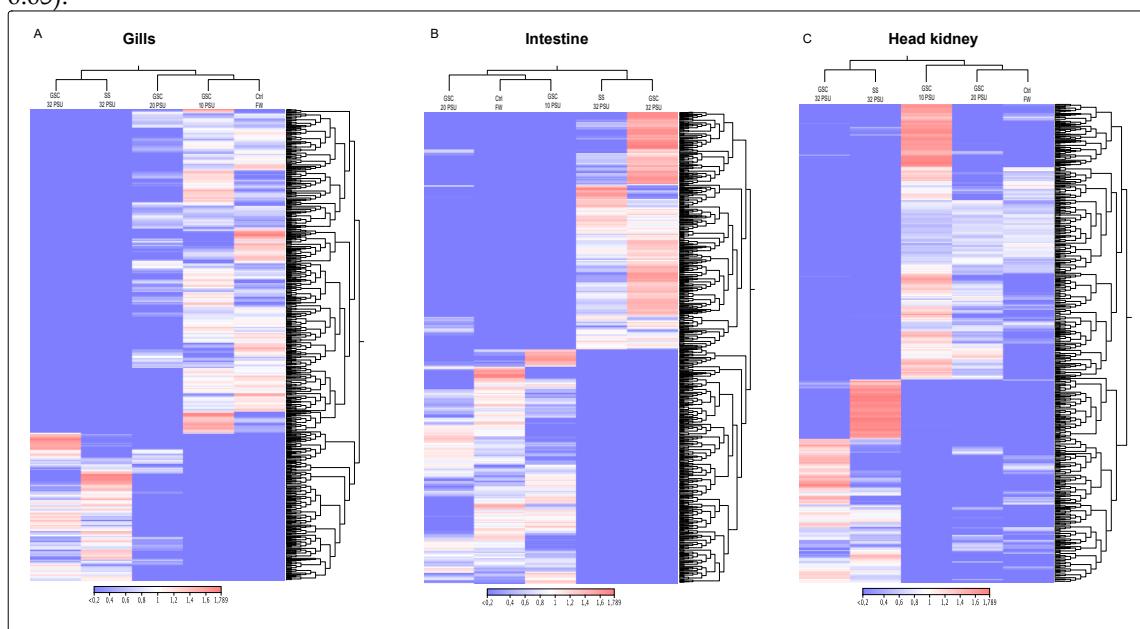 0.05).
A
Gills
GSC
32 PSU
SS
32 PSU
GSC
20 PSU
GSC
10 PSU
Ctrl
FW
<0,2 0,4 0,6 0,8 1 1,2 1,4 1,6 1,789
B
Intestine
GSC
20 PSU
Ctrl
FW
GSC
10 PSU
SS
32 PSU
GSC
32 PSU
<0,2 0,4 0,6 0,8 1 1,2 1,4 1,6 1,789
C
Head kidney
GSC
32 PSU
SS
32 PSU
GSC
10 PSU
GSC
20 PSU
Ctrl
FW
<0,2 0,4 0,6 0,8 1 1,2 1,4 1,6 1,789